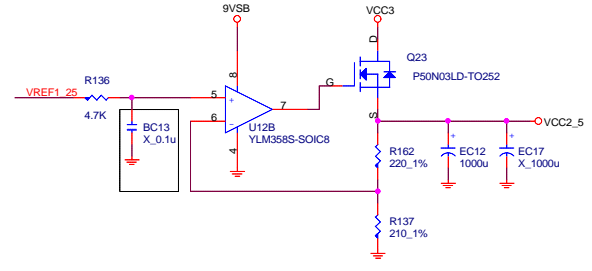 9VSB
VCC3
D
Q23
P50N03LD-TO252
G
S
R136
VREF1_25
4.7K
8
5
+
6
−
7
4
U12B
YLM358S-SOIC8
BC13
X_0.1u
VCC2_5
R162
220_1%
+
EC12
1000u
+
EC17
X_1000u
R137
210_1%